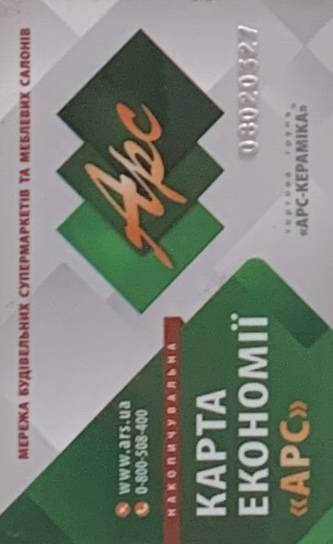 МЕРЕЖА БУДІВЕЛЬНИХ СУПЕРМАРКЕТІВ ТА МЕБЛЕВИХ САЛОНІВ
Арс
03020327
www.ars.ua
0-800-508-400
НАКОПИЧУВАЛЬНА
КАРТА
ЕКОНОМІЇ
«АРС»
торгова група
«АРС-КЕРАМІКА»